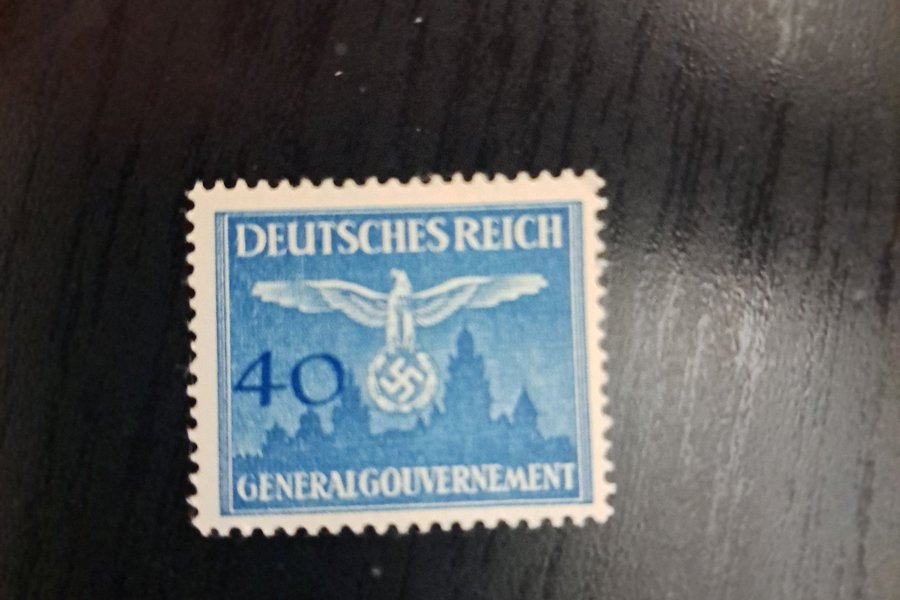 DEUTSCHES REICH
40
GENERALGOUVERNEMENT